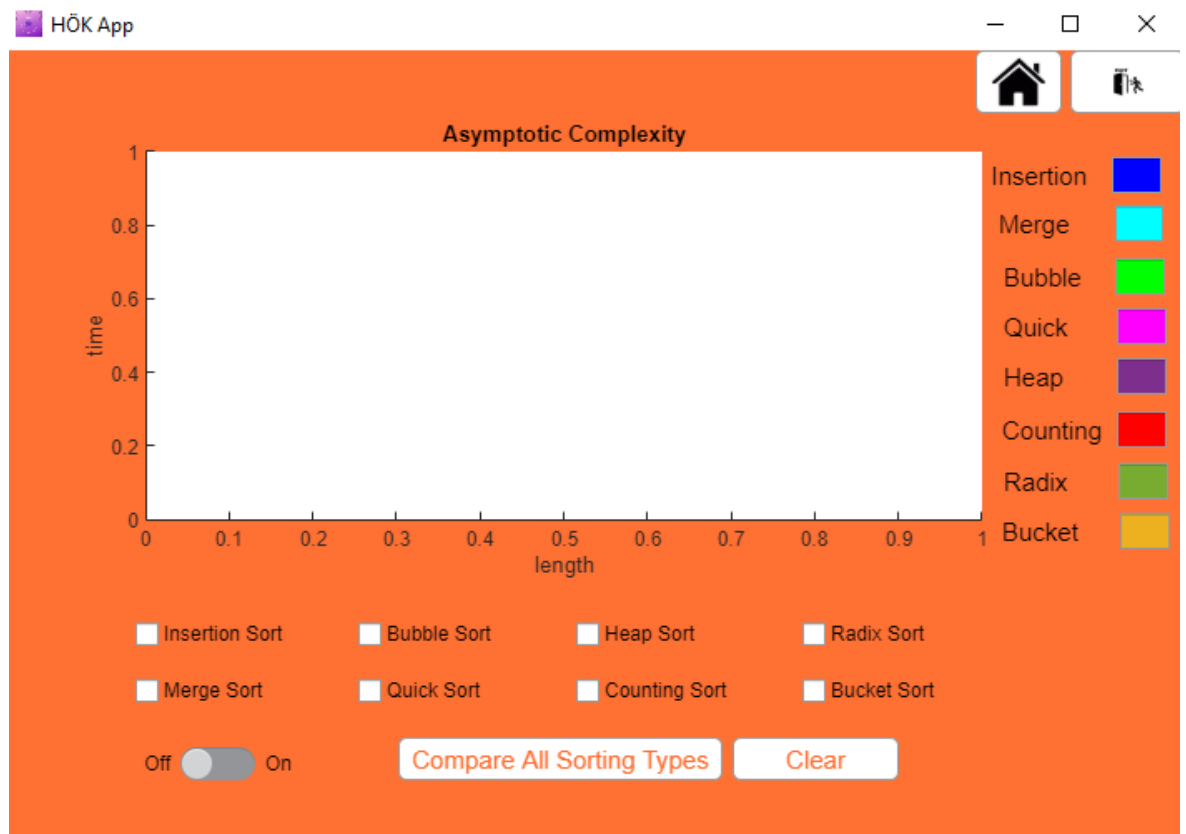 HÖK App
Asymptotic Complexity
1
0.8
0.6
0.4
0.2
0
time
0 0.1 0.2 0.3 0.4 0.5 0.6 0.7 0.8 0.9 1
length
Insertion
Merge
Bubble
Quick
Heap
Counting
Radix
Bucket
Insertion Sort Bubble Sort Heap Sort Radix Sort
Merge Sort Quick Sort Counting Sort Bucket Sort
Off On Compare All Sorting Types Clear